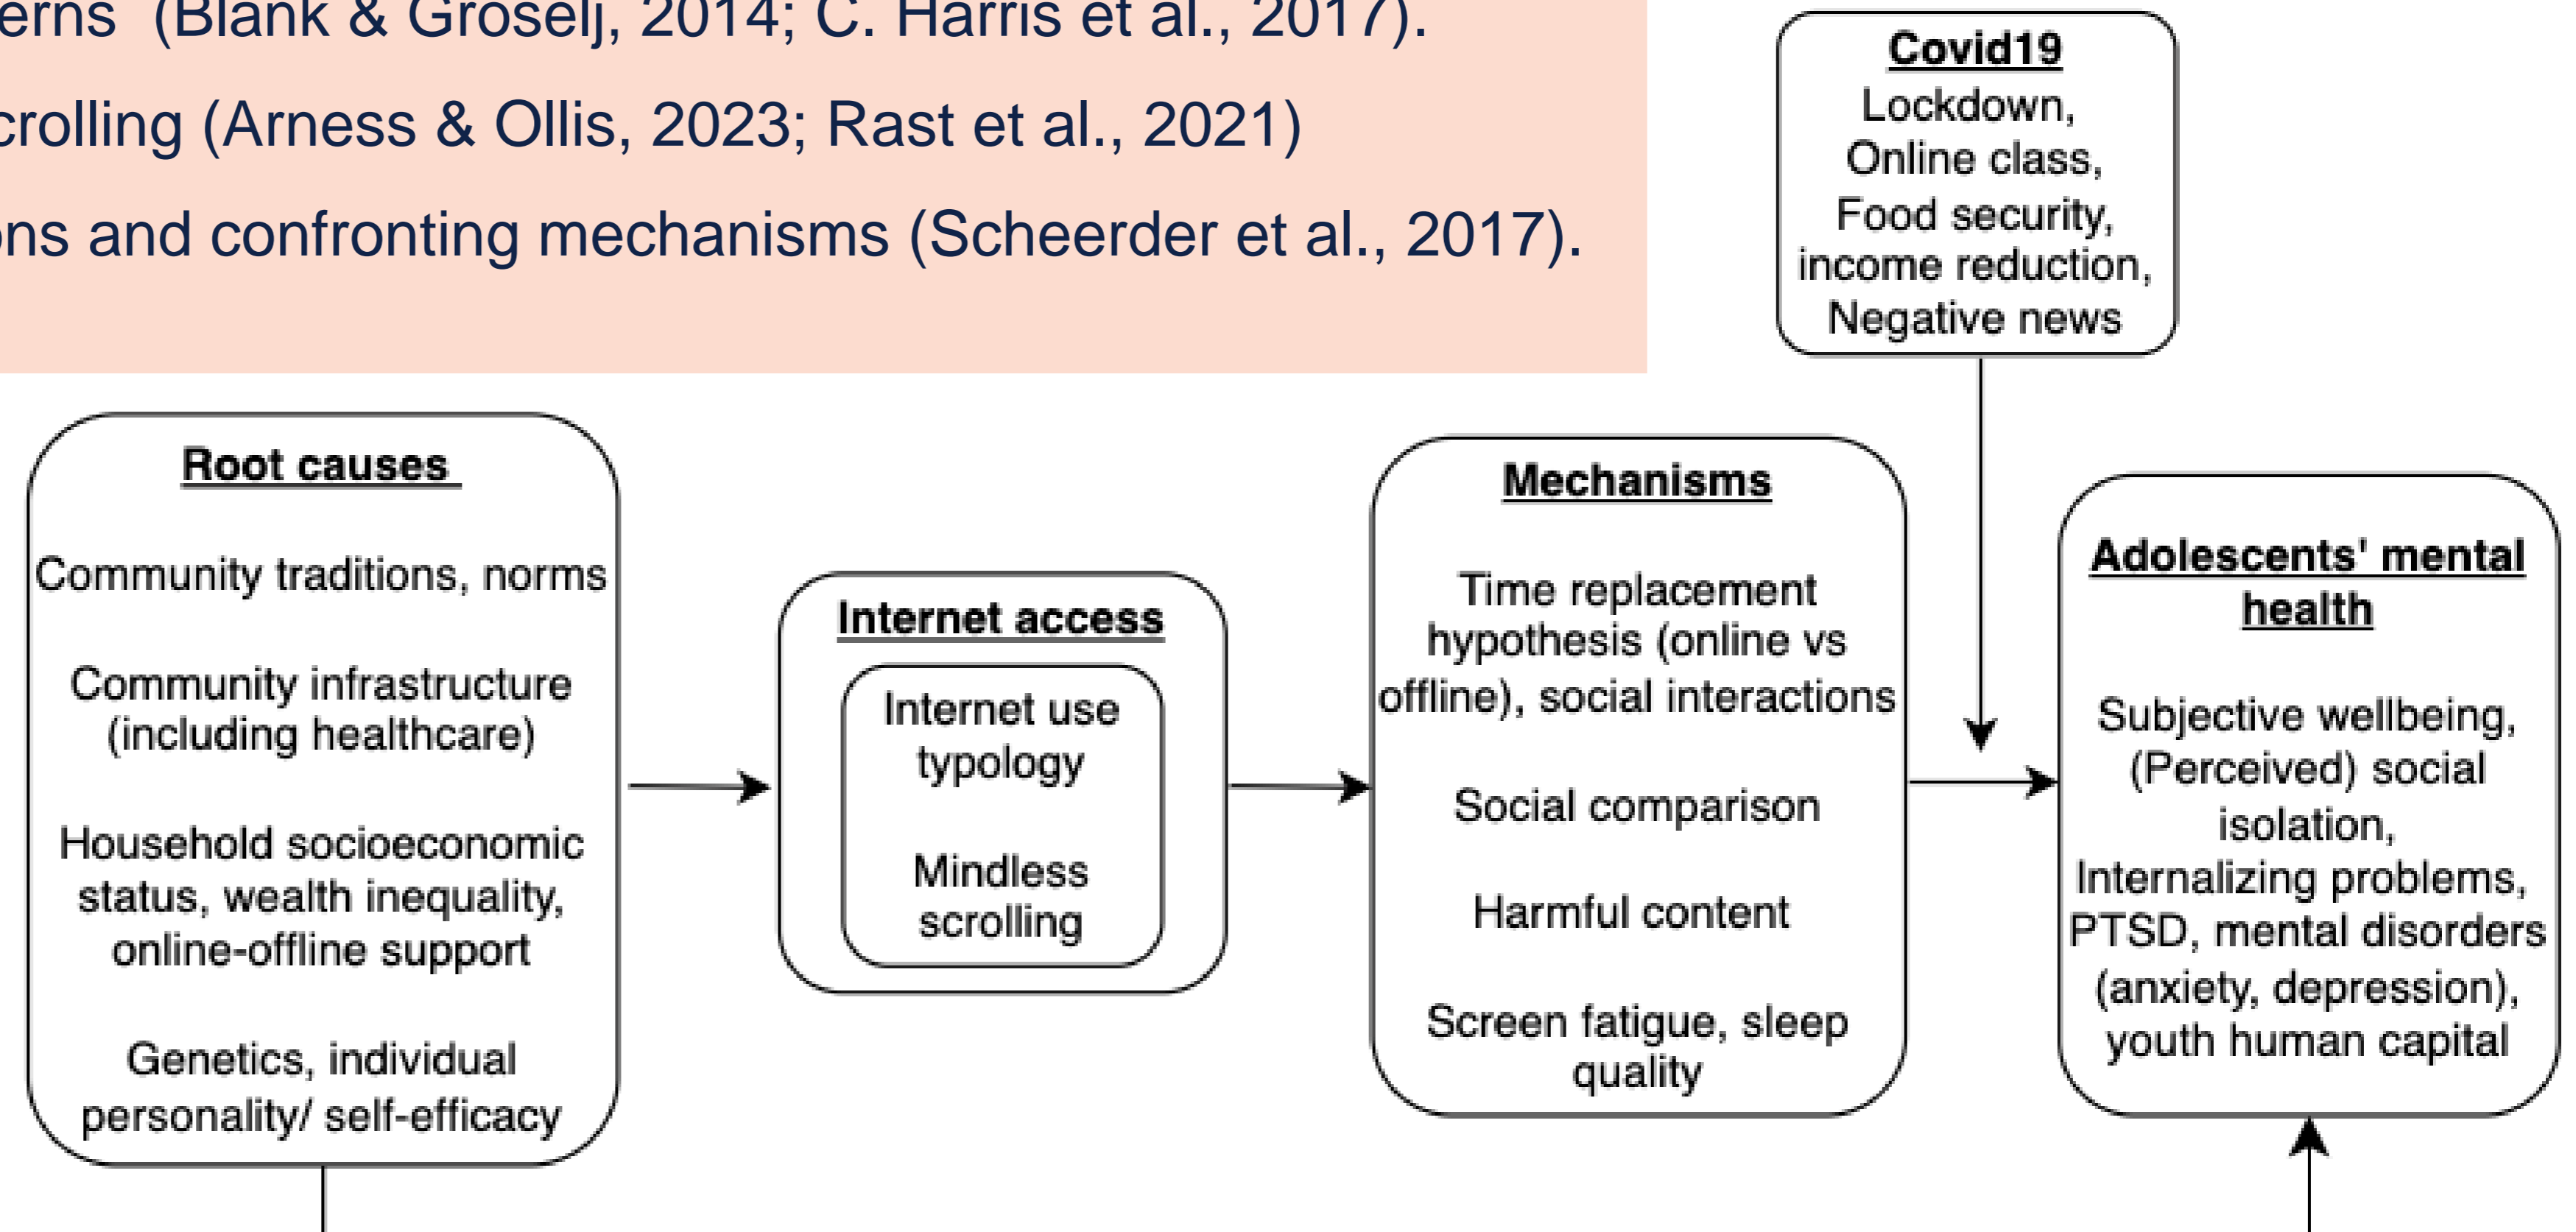 erns (Blank & Groselj, 2014; C. Harris et al., 2017).
crolling (Arness & Ollis, 2023; Rast et al., 2021)
ons and confronting mechanisms (Scheerder et al., 2017).
Covid19
Lockdown,
Online class,
Food security,
income reduction,
Negative news
Root causes
Community traditions, norms
Community infrastructure
(including healthcare)
Household socioeconomic
status, wealth inequality,
online-offline support
Genetics, individual
personality/ self-efficacy
Internet access
Internet use
typology
Mindless
scrolling
Mechanisms
Time replacement
hypothesis (online vs
offline), social interactions
Social comparison
Harmful content
Screen fatigue, sleep
quality
Adolescents' mental
health
Subjective wellbeing,
(Perceived) social
isolation,
Internalizing problems,
PTSD, mental disorders
(anxiety, depression),
youth human capital